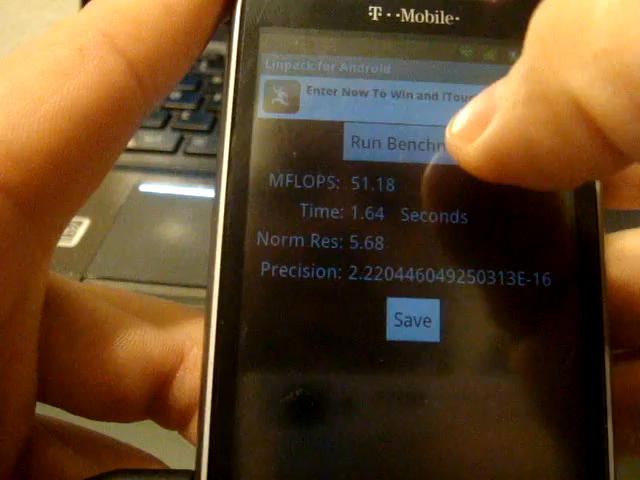 T··Mobile·
Linpack for Android
Enter Now To Win and iTou
Run Benchm
MFLOPS: 51.18
Time: 1.64 Seconds
Norm Res: 5.68
Precision: 2.220446049250313E-16
Save